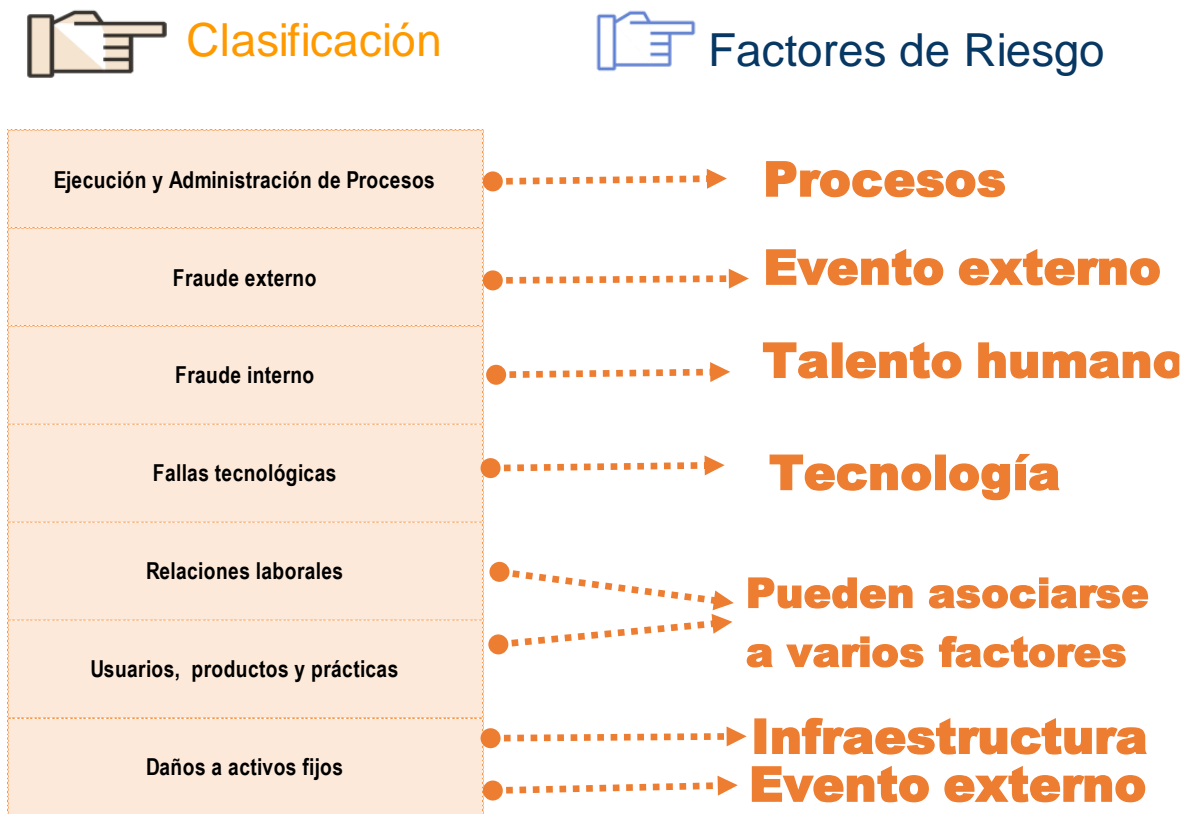 Clasificación
Factores de Riesgo
Ejecución y Administración de Procesos
Procesos
Fraude externo
Evento externo
Fraude interno
Talento humano
Fallas tecnológicas
Tecnología
Relaciones laborales
Usuarios, productos y prácticas
Pueden asociarse
a varios factores
Daños a activos fijos
Infraestructura
Evento externo